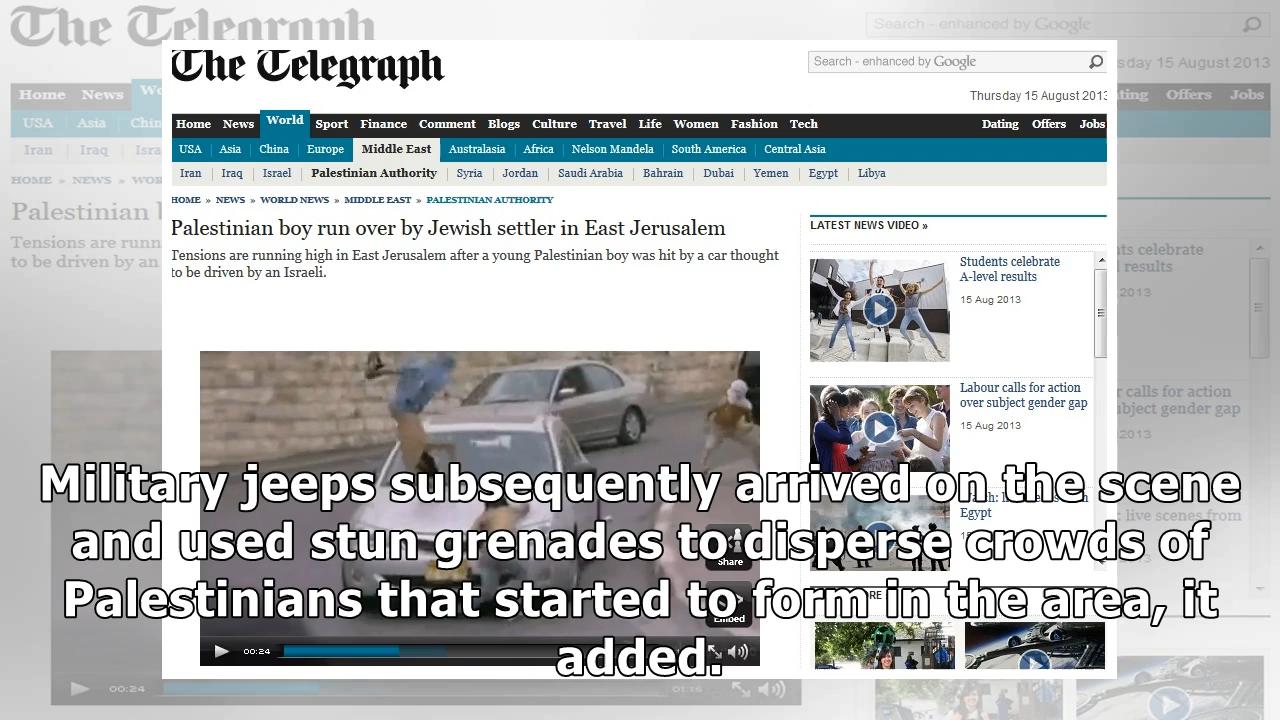 The Telegraph
Search - enhanced by Google
Thursday 15 August 2013
Home News World Sport Finance Comment Blogs Culture Travel Life Women Fashion Tech Dating Offers Jobs
USA Asia China Europe Middle East Australasia Africa Nelson Mandela South America Central Asia
Iran Iraq Israel Palestinian Authority Syria Jordan Saudi Arabia Bahrain Dubai Yemen Egypt Libya
HOME » NEWS » WORLD NEWS » MIDDLE EAST » PALESTINIAN AUTHORITY
Palestinian boy run over by Jewish settler in East Jerusalem
Tensions are running high in East Jerusalem after a young Palestinian boy was hit by a car thought
to be driven by an Israeli.
LATEST NEWS VIDEO »
Students celebrate
A-level results
15 Aug 2013
Labour calls for action
over subject gender gap
15 Aug 2013
Egypt
Share
Embed
00:24
Military jeeps subsequently arrived on the scene
and used stun grenades to disperse crowds of
Palestinians that started to form in the area, it
added.